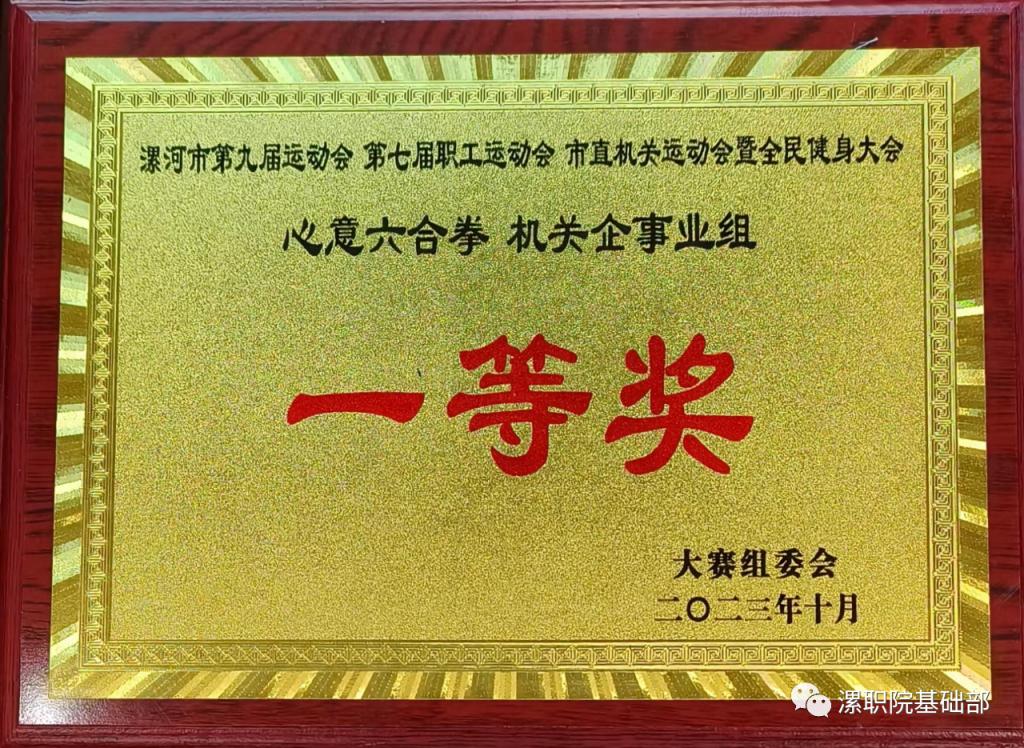 漯河市第九届运动会 第七届职工运动会 市直机关运动会暨全民健身大会
心意六合拳 机关企事业组
一等奖
大赛组委会
二〇二三年十月
漯职院基础部